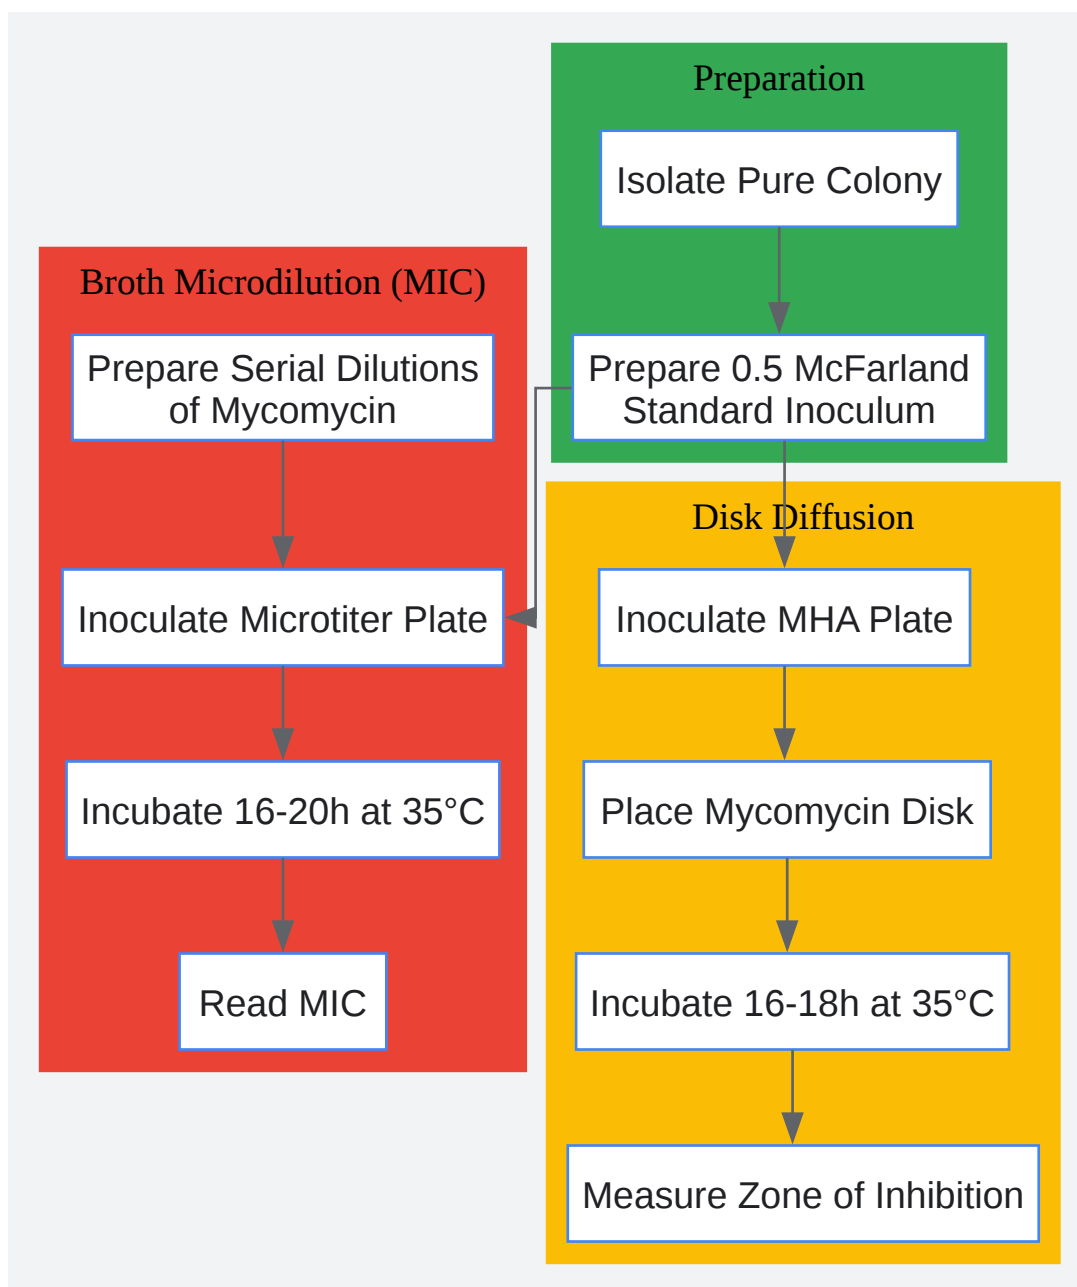 Preparation
Isolate Pure Colony
Prepare 0.5 McFarland
Standard Inoculum
Broth Microdilution (MIC)
Prepare Serial Dilutions
of Mycomycin
Inoculate Microtiter Plate
Incubate 16-20h at 35°C
Read MIC
Disk Diffusion
Inoculate MHA Plate
Place Mycomycin Disk
Incubate 16-18h at 35°C
Measure Zone of Inhibition